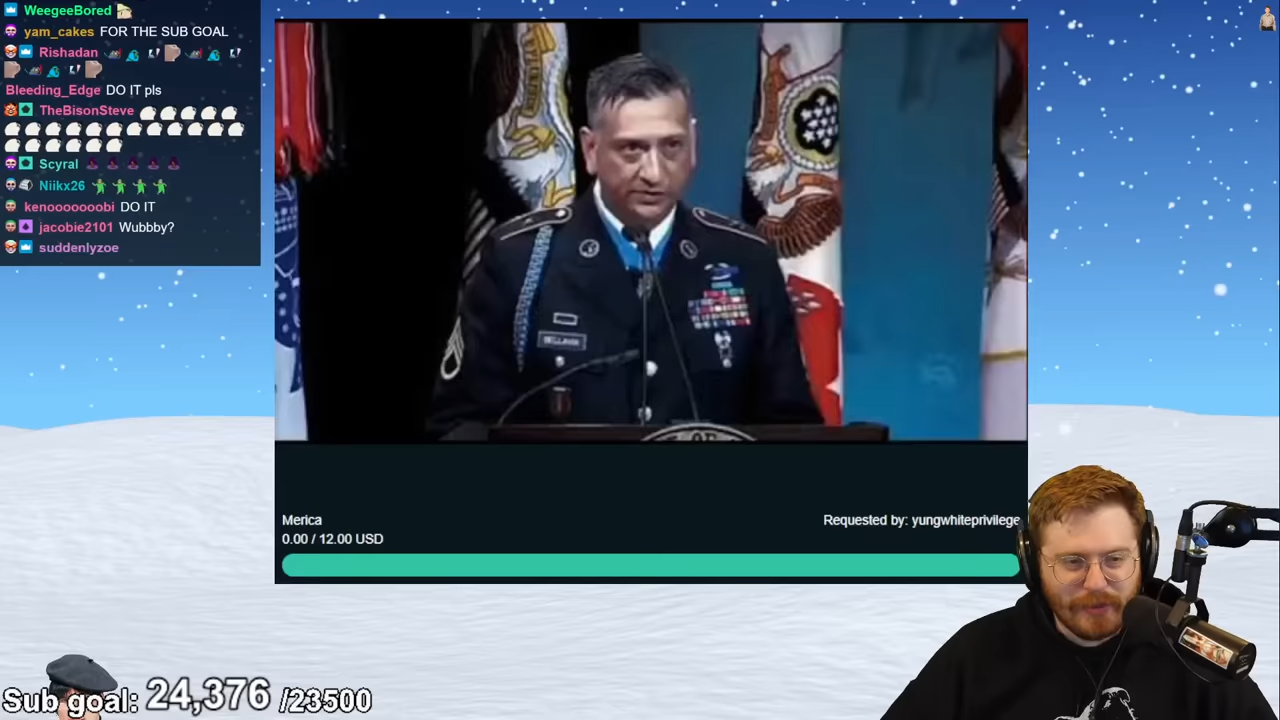 WeegeeBored
yam_cakes FOR THE SUB GOAL
Rishadan
Bleeding_Edge DO IT pls
TheBisonSteve
Scyral
Niikx26
kenooooooobi DO IT
jacobie2101 Wubbby?
suddenlyzoe
BELLAVIA
Merica
Requested by: yungwhiteprivilege
0.00 / 12.00 USD
Sub goal: 24,376 /23500